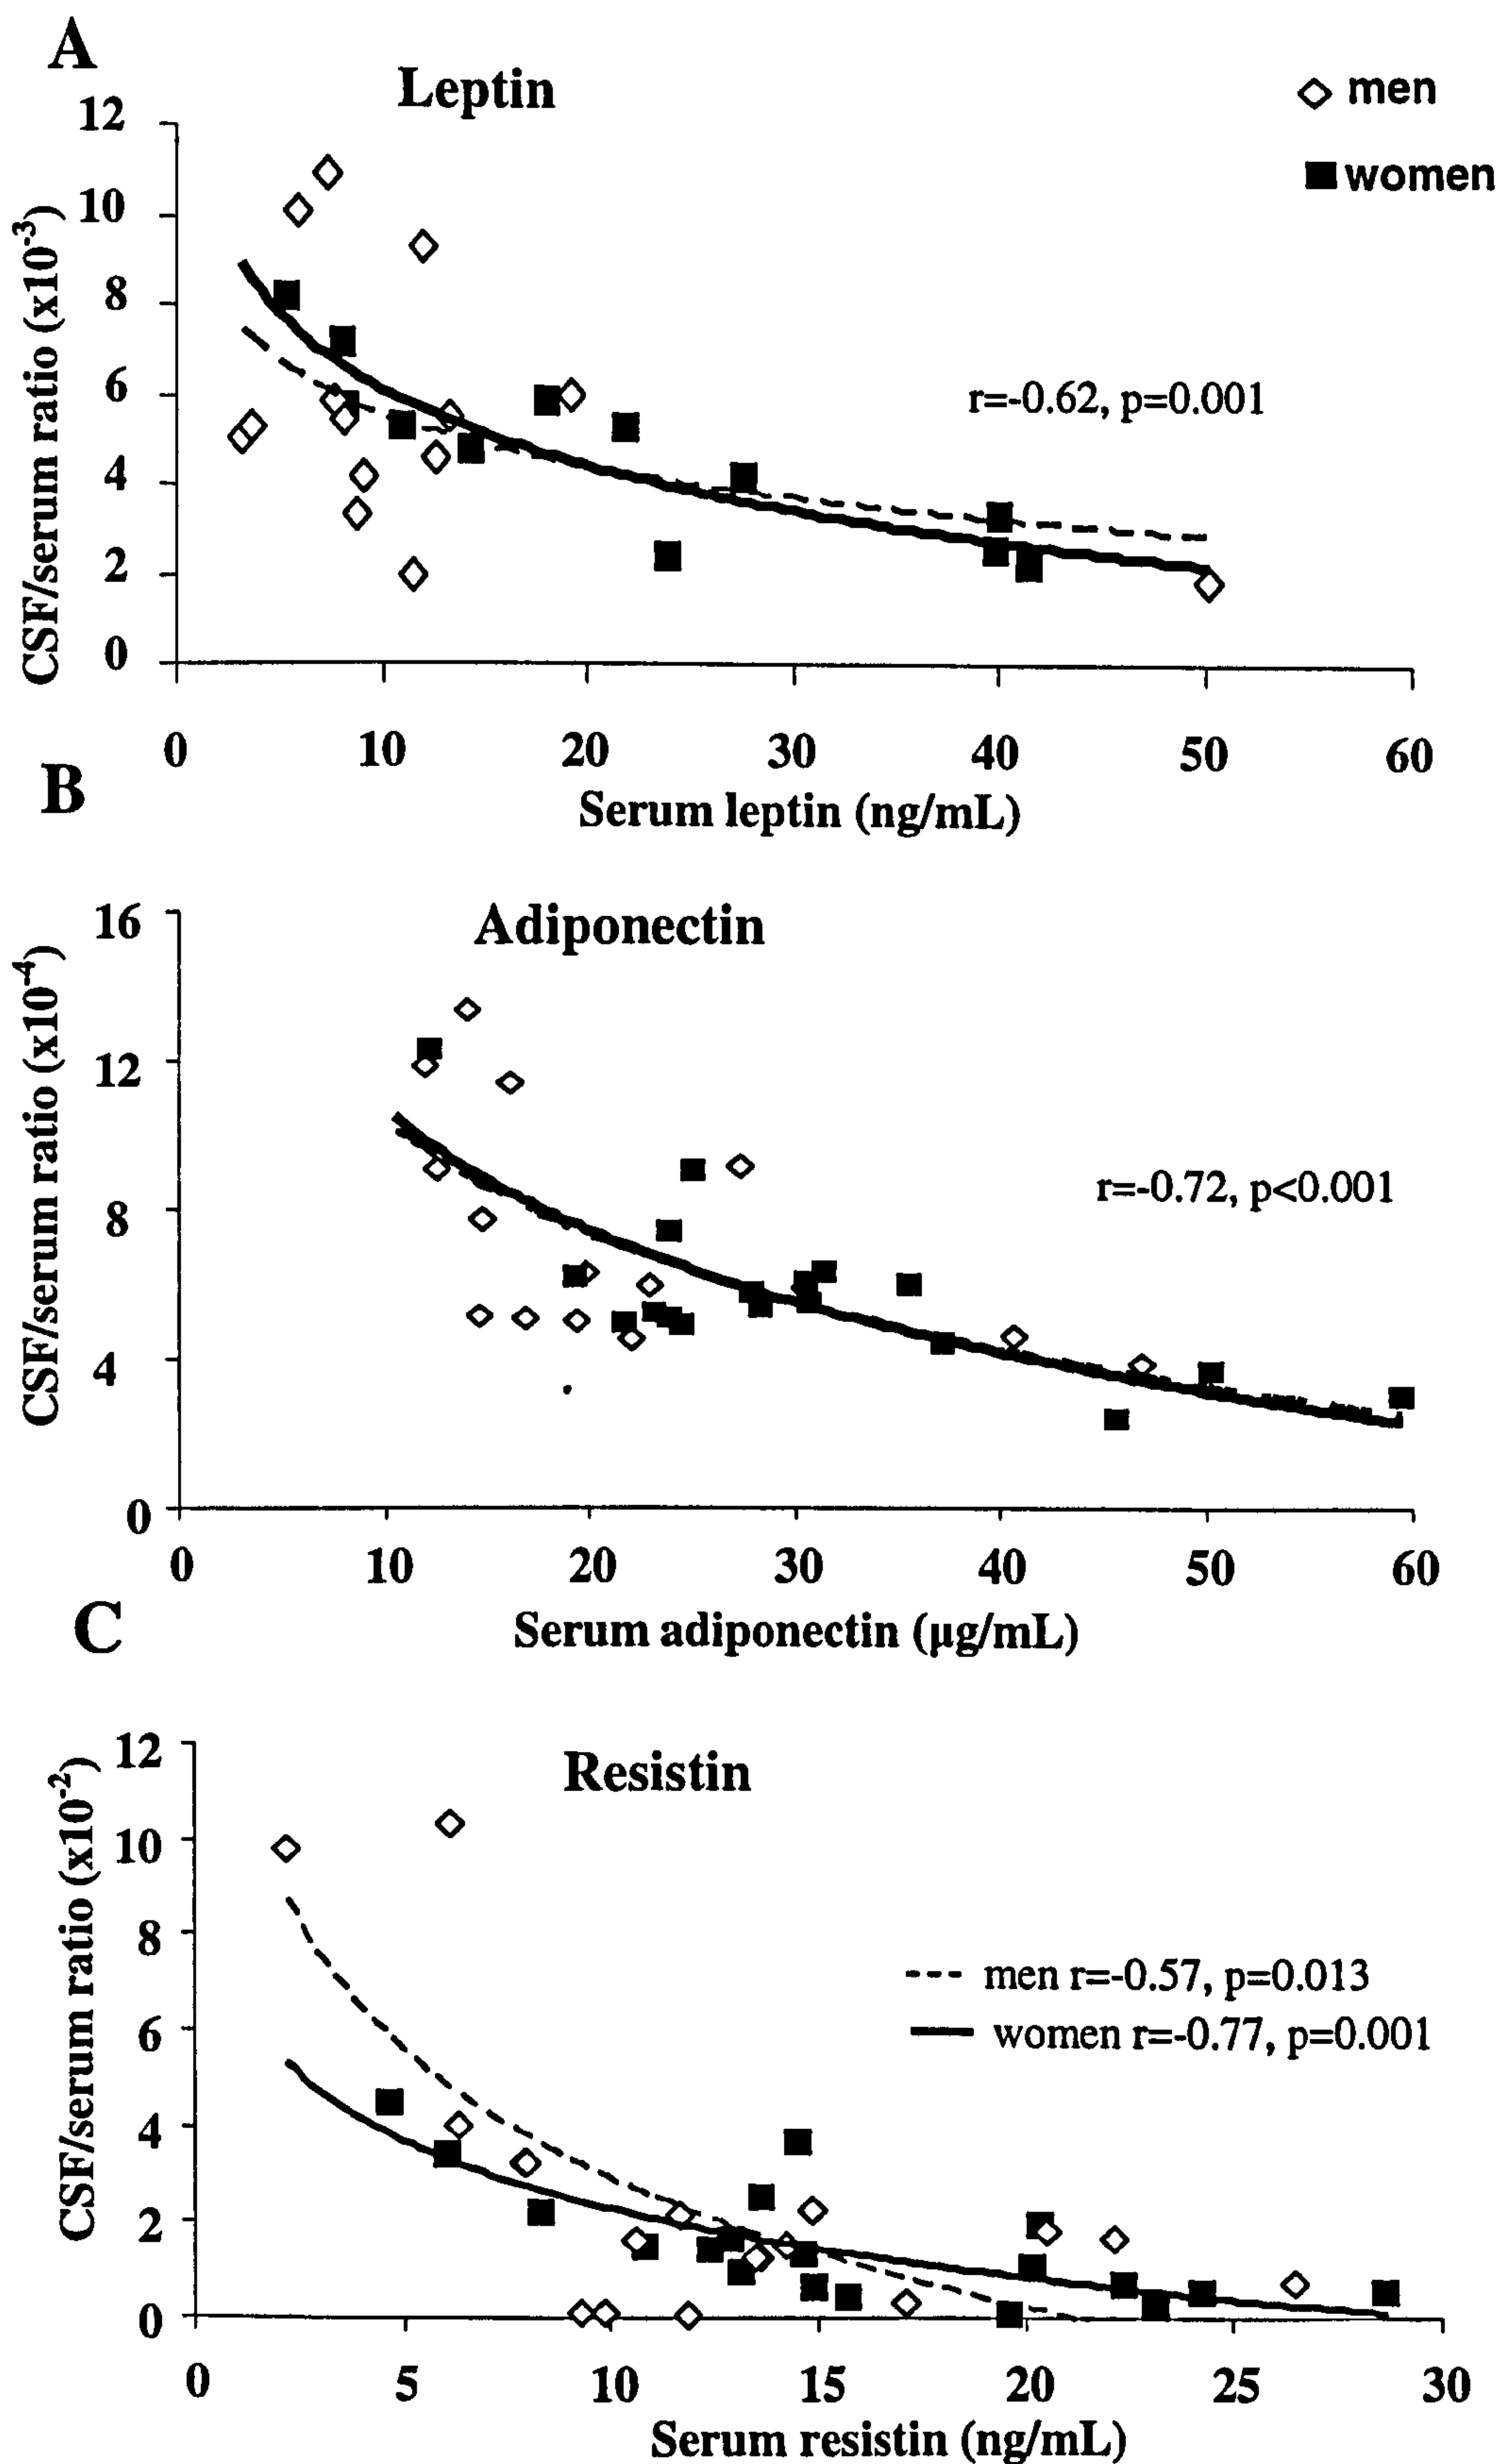 A
Leptin
men
women
12
10
8
6
4
2
0
CSF/serum ratio (x10-3)
r=-0.62, p=0.001
0 10 20 30 40 50 60
Serum leptin (ng/mL)
B
Adiponectin
16
12
8
4
0
CSF/serum ratio (x10-4)
r=-0.72, p<0.001
0 10 20 30 40 50 60
Serum adiponectin (μg/mL)
C
Resistin
12
10
8
6
4
2
0
CSF/serum ratio (x10-2)
men r=-0.57, p=0.013
women r=-0.77, p=0.001
0 5 10 15 20 25 30
Serum resistin (ng/mL)